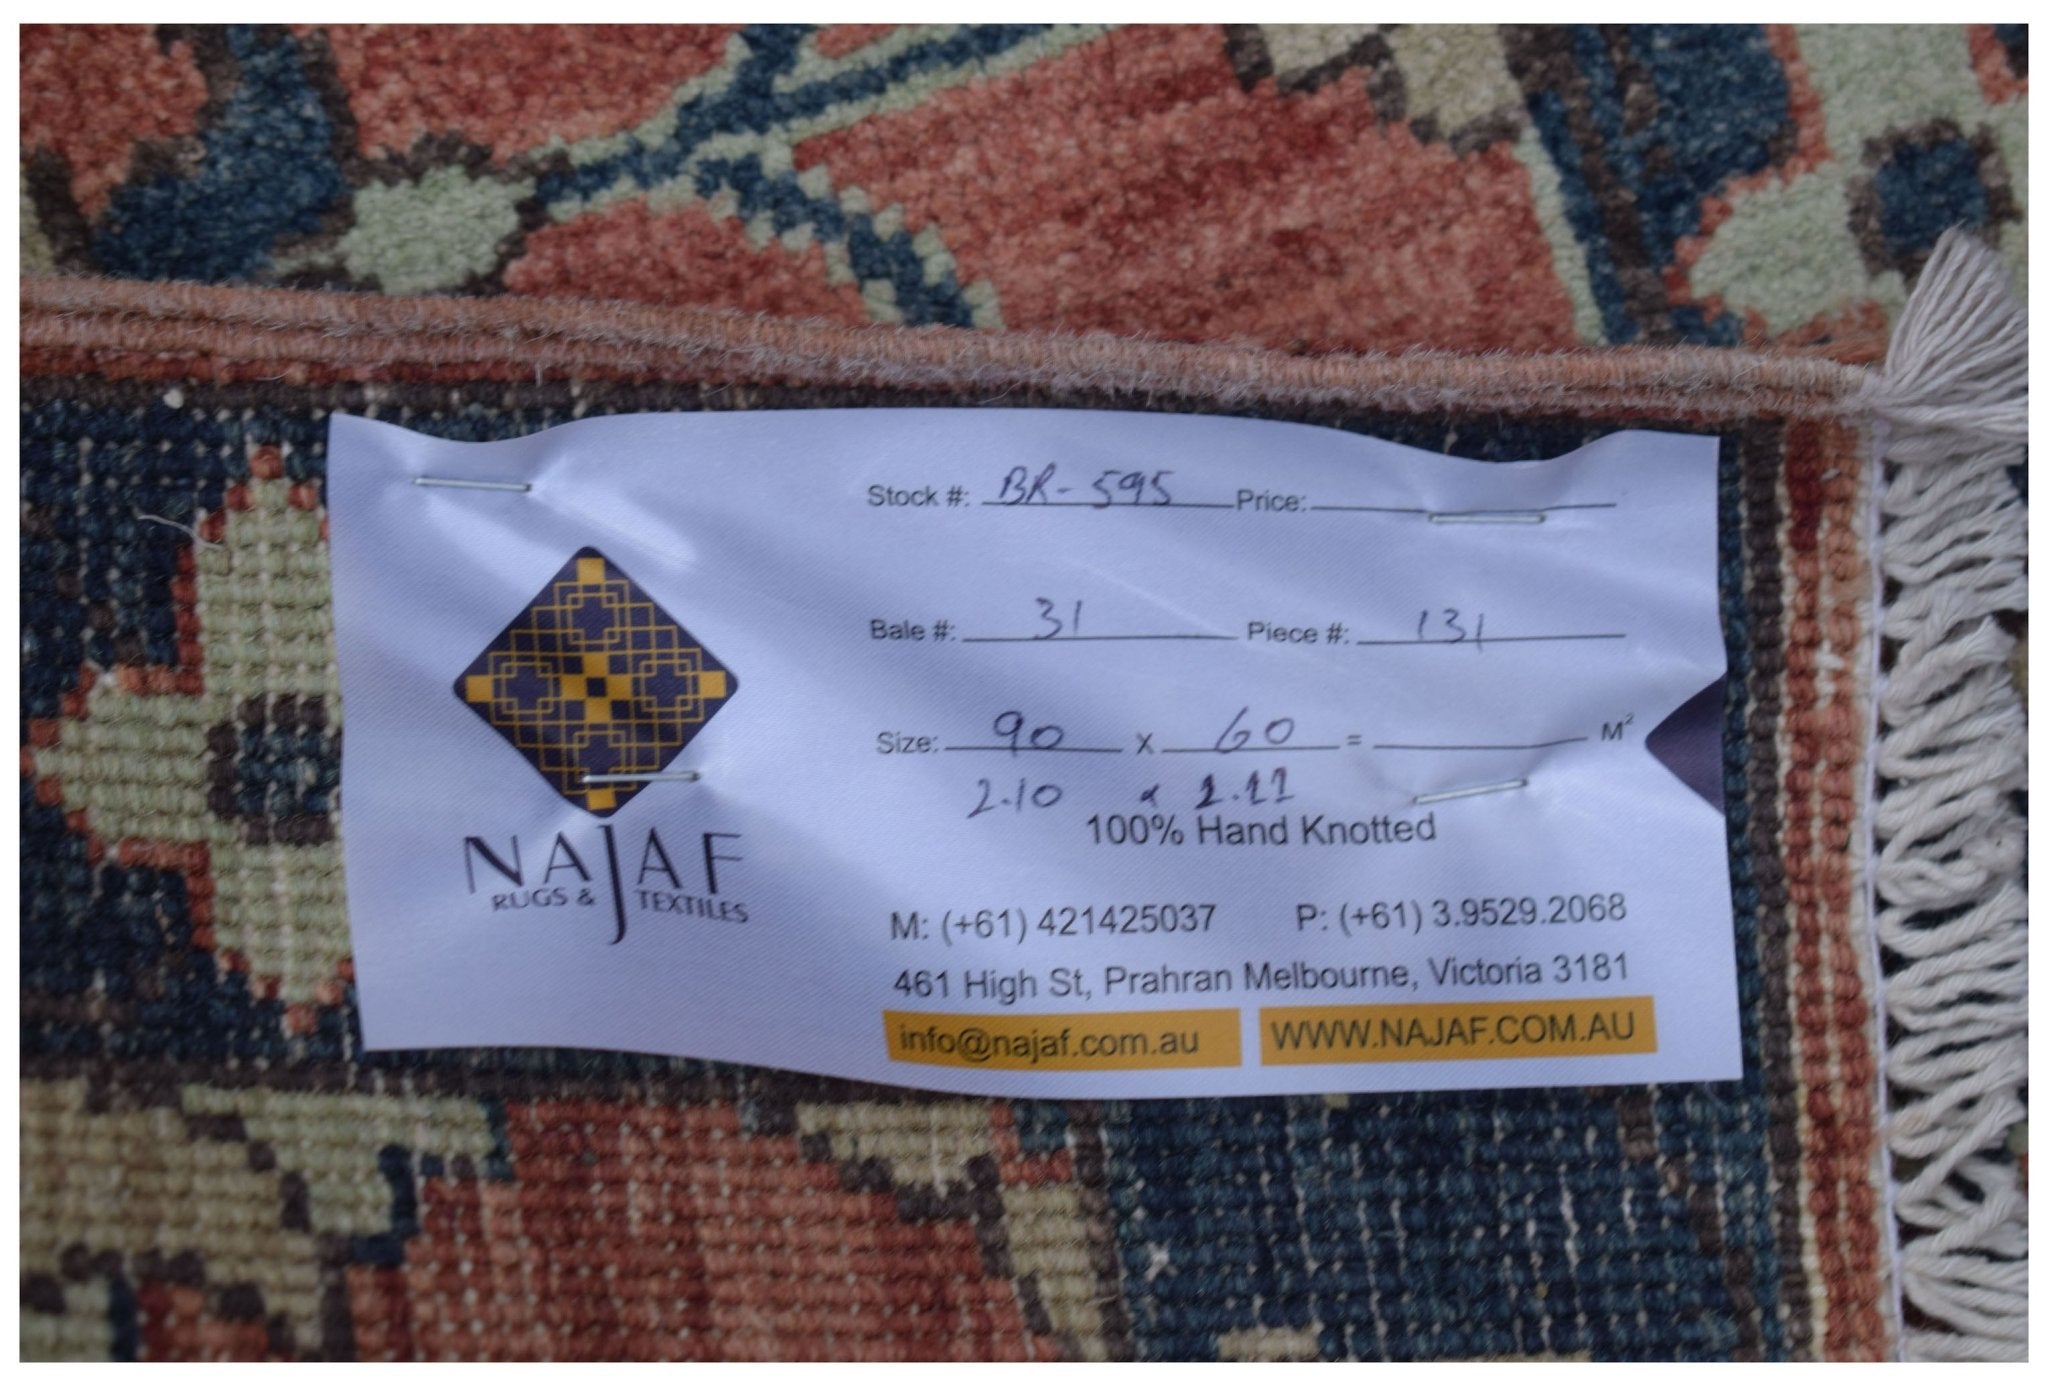 Stock #: BR-595 Price:
Bale #: 31 Piece #: 131
Size: 90 x 60 = M²
2.10 x 1.11
100% Hand Knotted
NAJAF
RUGS & TEXTILES
M: (+61) 421425037 P: (+61) 3.9529.2068
461 High St, Prahran Melbourne, Victoria 3181
info@najaf.com.au WWW.NAJAF.COM.AU